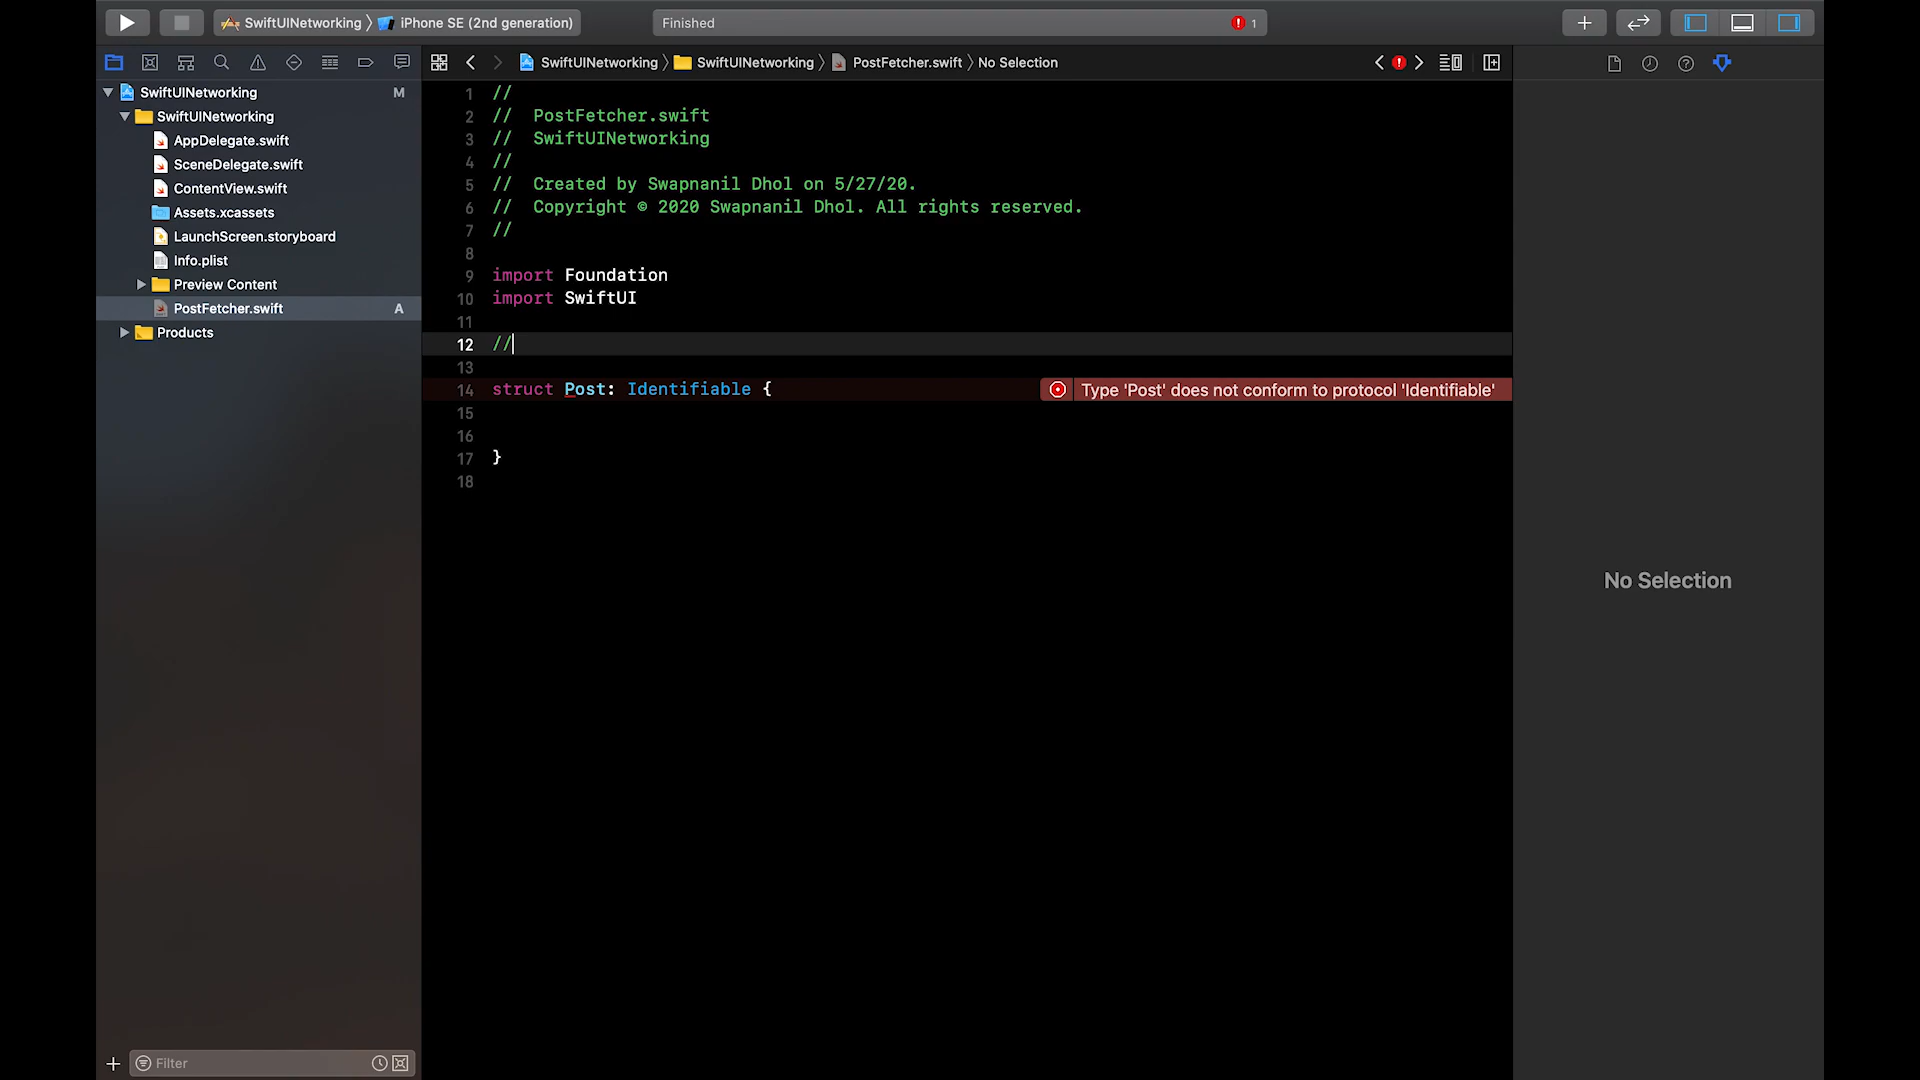 SwiftUINetworking 〉 iPhone SE (2nd generation)
Finished
1
SwiftUINetworking 〉 SwiftUINetworking 〉 PostFetcher.swift 〉 No Selection
SwiftUINetworking M
SwiftUINetworking
AppDelegate.swift
SceneDelegate.swift
ContentView.swift
Assets.xcassets
LaunchScreen.storyboard
Info.plist
Preview Content
PostFetcher.swift A
Products
Filter
1 //
2 // PostFetcher.swift
3 // SwiftUINetworking
4 //
5 // Created by Swapnanil Dhol on 5/27/20.
6 // Copyright © 2020 Swapnanil Dhol. All rights reserved.
7 //
8
9 import Foundation
10 import SwiftUI
11
12 //
13
14 struct Post: Identifiable { Type 'Post' does not conform to protocol 'Identifiable'
15
16
17 }
18
No Selection